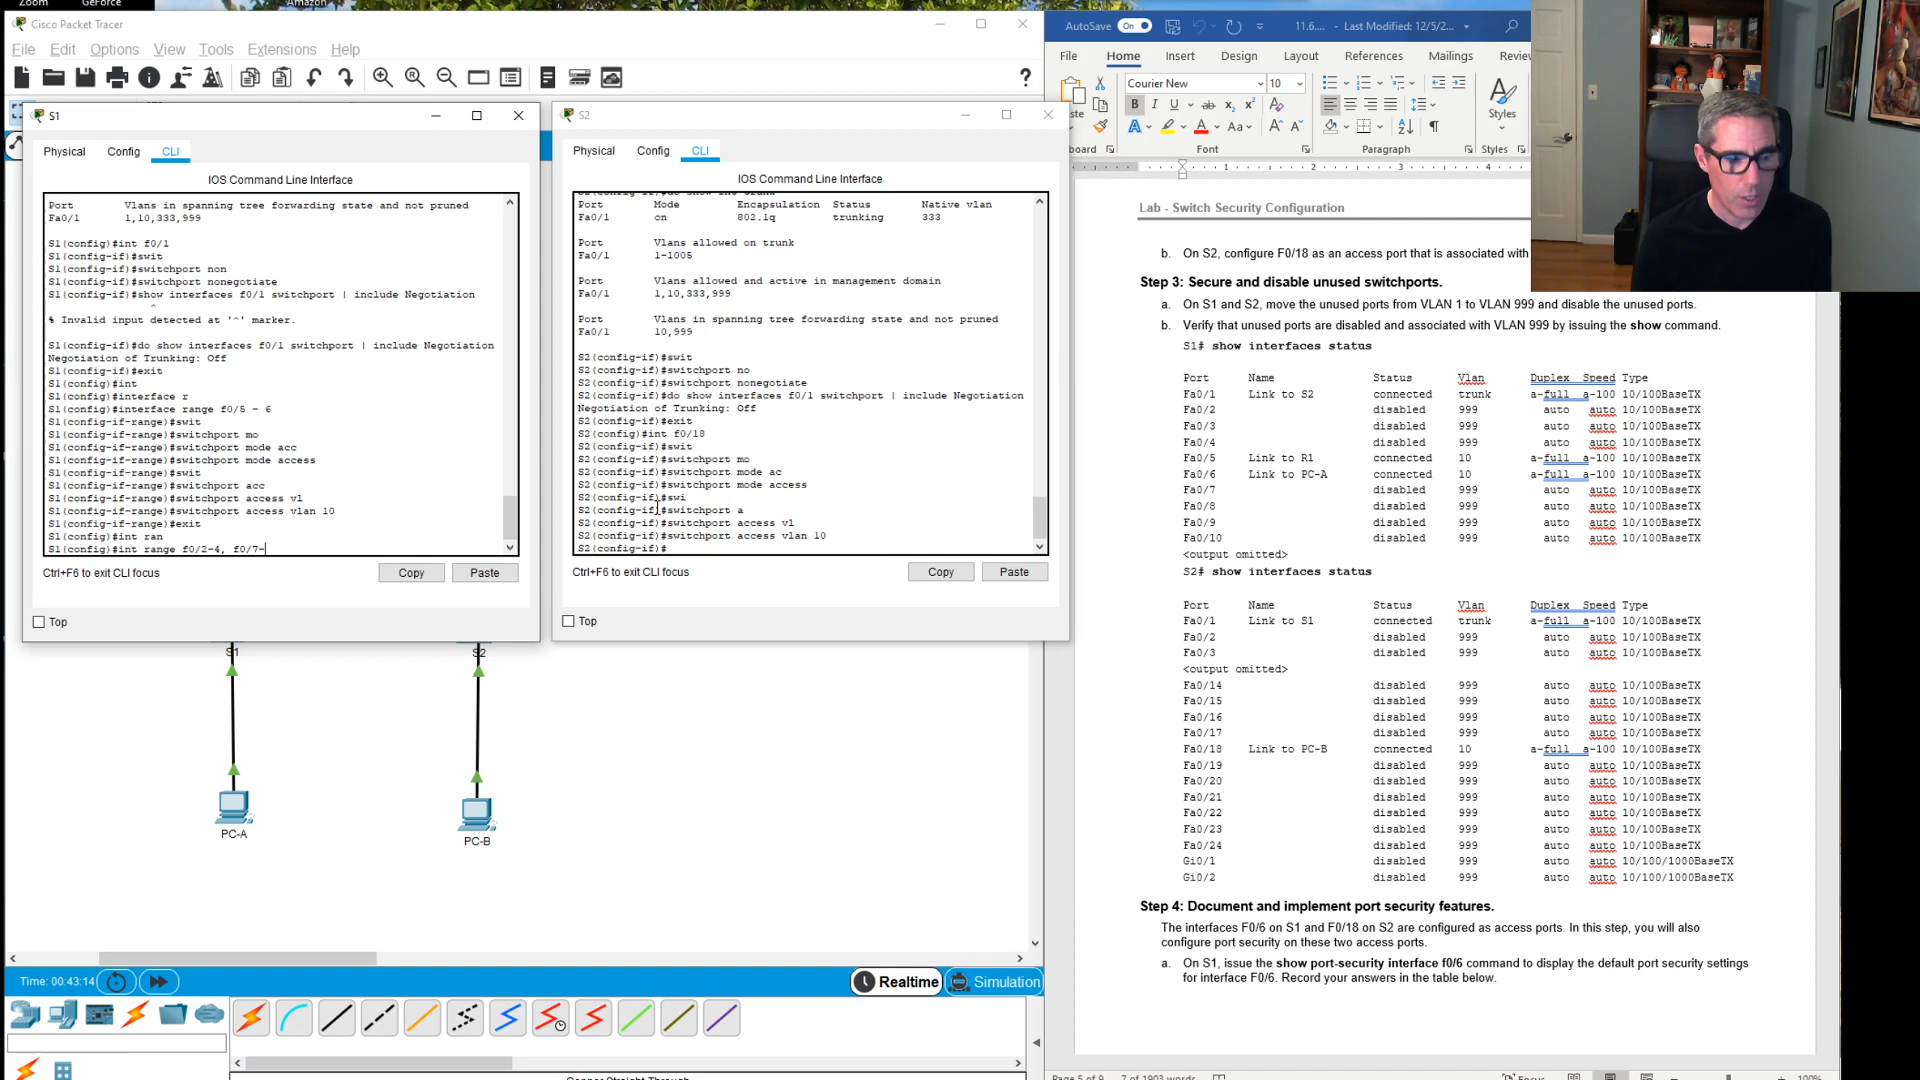 Zoom GeForce Amazon
Cisco Packet Tracer
File Edit Options View Tools Extensions Help
S1
Physical Config CLI
IOS Command Line Interface
Port Vlans in spanning tree forwarding state and not pruned
Fa0/1 1,10,333,999
S1(config)#int f0/1
S1(config-if)#swit
S1(config-if)#switchport non
S1(config-if)#switchport nonegotiate
S1(config-if)#show interfaces f0/1 switchport | include Negotiation
^
% Invalid input detected at '^' marker.
S1(config-if)#do show interfaces f0/1 switchport | include Negotiation
Negotiation of Trunking: Off
S1(config-if)#exit
S1(config)#int
S1(config)#interface r
S1(config)#interface range f0/5 - 6
S1(config-if-range)#swit
S1(config-if-range)#switchport mo
S1(config-if-range)#switchport mode acc
S1(config-if-range)#switchport mode access
S1(config-if-range)#swit
S1(config-if-range)#switchport acc
S1(config-if-range)#switchport access vl
S1(config-if-range)#switchport access vlan 10
S1(config-if-range)#exit
S1(config)#int ran
S1(config)#int range f0/2-4, f0/7-
Ctrl+F6 to exit CLI focus
Copy Paste
Top
S2
Physical Config CLI
IOS Command Line Interface
Port Mode Encapsulation Status Native vlan
Fa0/1 on 802.1q trunking 333
Port Vlans allowed on trunk
Fa0/1 1-1005
Port Vlans allowed and active in management domain
Fa0/1 1,10,333,999
Port Vlans in spanning tree forwarding state and not pruned
Fa0/1 10,999
S2(config-if)#swit
S2(config-if)#switchport no
S2(config-if)#switchport nonegotiate
S2(config-if)#do show interfaces f0/1 switchport | include Negotiation
Negotiation of Trunking: Off
S2(config-if)#exit
S2(config)#int f0/18
S2(config-if)#swit
S2(config-if)#switchport mo
S2(config-if)#switchport mode ac
S2(config-if)#switchport mode access
S2(config-if)#swi
S2(config-if)#switchport a
S2(config-if)#switchport access vl
S2(config-if)#switchport access vlan 10
S2(config-if)#
Ctrl+F6 to exit CLI focus
Copy Paste
Top
S1 S2
PC-A
PC-B
Time: 00:43:14
Realtime Simulation
AutoSave On 11.6.... - Last Modified: 12/5/2...
File Home Insert Design Layout References Mailings Revie
Courier New 10
Styles
Font Paragraph Styles
Lab - Switch Security Configuration
b. On S2, configure F0/18 as an access port that is associated with
Step 3: Secure and disable unused switchports.
a. On S1 and S2, move the unused ports from VLAN 1 to VLAN 999 and disable the unused ports.
b. Verify that unused ports are disabled and associated with VLAN 999 by issuing the show command.
S1# show interfaces status
Port Name Status Vlan Duplex Speed Type
Fa0/1 Link to S2 connected trunk a-full a-100 10/100BaseTX
Fa0/2 disabled 999 auto auto 10/100BaseTX
Fa0/3 disabled 999 auto auto 10/100BaseTX
Fa0/4 disabled 999 auto auto 10/100BaseTX
Fa0/5 Link to R1 connected 10 a-full a-100 10/100BaseTX
Fa0/6 Link to PC-A connected 10 a-full a-100 10/100BaseTX
Fa0/7 disabled 999 auto auto 10/100BaseTX
Fa0/8 disabled 999 auto auto 10/100BaseTX
Fa0/9 disabled 999 auto auto 10/100BaseTX
Fa0/10 disabled 999 auto auto 10/100BaseTX
<output omitted>
S2# show interfaces status
Port Name Status Vlan Duplex Speed Type
Fa0/1 Link to S1 connected trunk a-full a-100 10/100BaseTX
Fa0/2 disabled 999 auto auto 10/100BaseTX
Fa0/3 disabled 999 auto auto 10/100BaseTX
<output omitted>
Fa0/14 disabled 999 auto auto 10/100BaseTX
Fa0/15 disabled 999 auto auto 10/100BaseTX
Fa0/16 disabled 999 auto auto 10/100BaseTX
Fa0/17 disabled 999 auto auto 10/100BaseTX
Fa0/18 Link to PC-B connected 10 a-full a-100 10/100BaseTX
Fa0/19 disabled 999 auto auto 10/100BaseTX
Fa0/20 disabled 999 auto auto 10/100BaseTX
Fa0/21 disabled 999 auto auto 10/100BaseTX
Fa0/22 disabled 999 auto auto 10/100BaseTX
Fa0/23 disabled 999 auto auto 10/100BaseTX
Fa0/24 disabled 999 auto auto 10/100BaseTX
Gi0/1 disabled 999 auto auto 10/100/1000BaseTX
Gi0/2 disabled 999 auto auto 10/100/1000BaseTX
Step 4: Document and implement port security features.
The interfaces F0/6 on S1 and F0/18 on S2 are configured as access ports. In this step, you will also
configure port security on these two access ports.
a. On S1, issue the show port-security interface f0/6 command to display the default port security settings
for interface F0/6. Record your answers in the table below.
Page 5 of 9 7 of 1903 words Focus 100%